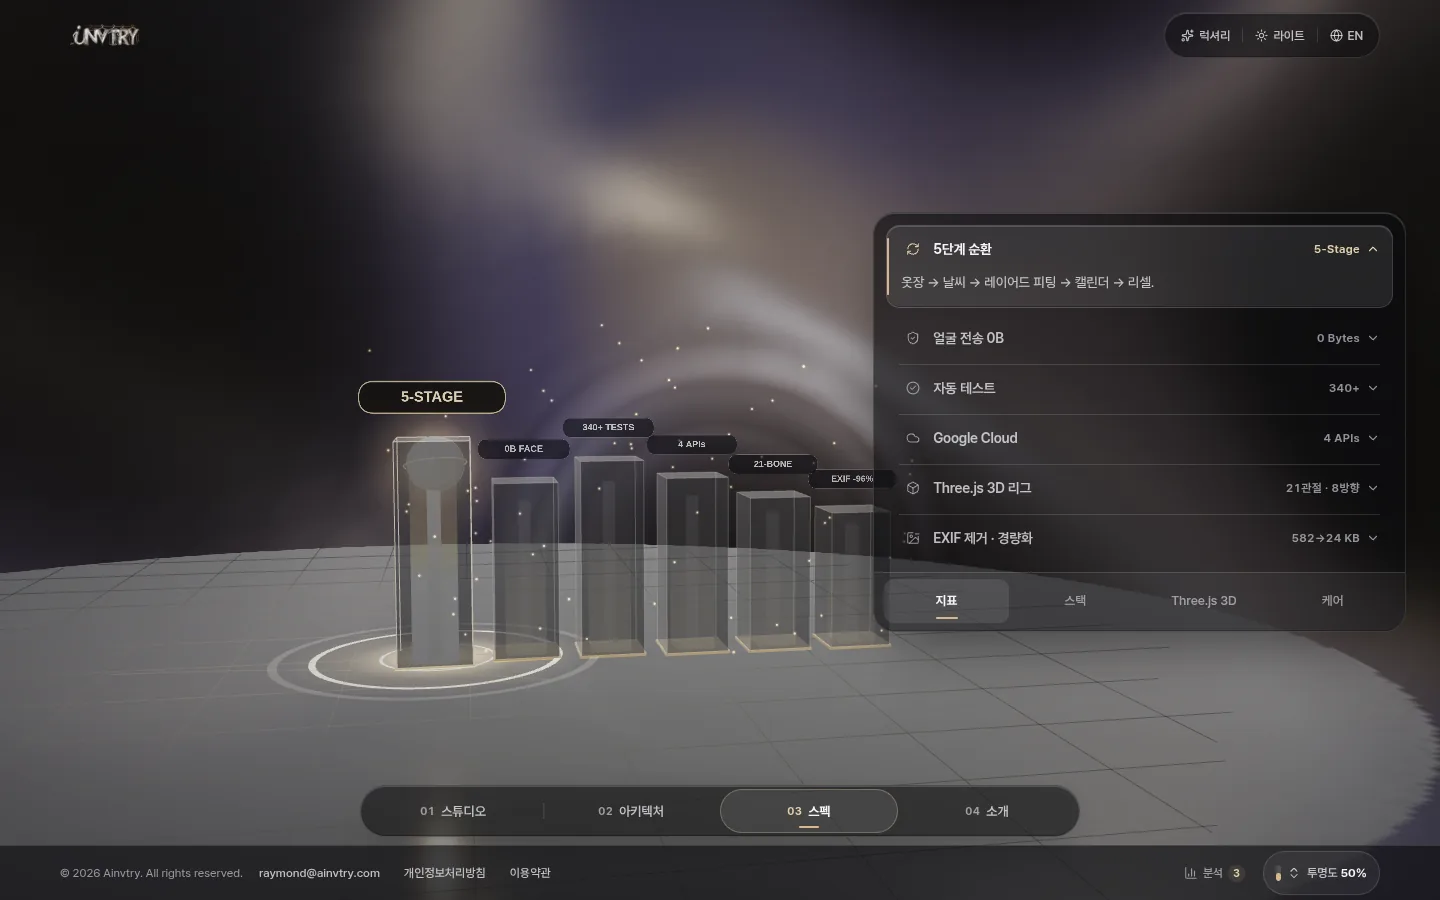 iNVTRY
럭셔리
라이트
EN
5단계 순환
5-Stage
옷장 → 날씨 → 레이어드 피팅 → 캘린더 → 리셀.
얼굴 전송 0B
0 Bytes
자동 테스트
340+
Google Cloud
4 APIs
Three.js 3D 리그
21관절 · 8방향
EXIF 제거 · 경량화
582→24 KB
지표
스택
Three.js 3D
케어
5-STAGE
0B FACE
340+ TESTS
4 APIs
21-BONE
EXIF -96%
01 스튜디오
02 아키텍처
03 스펙
04 소개
© 2026 Ainvtry. All rights reserved.
raymond@ainvtry.com
개인정보처리방침
이용약관
분석 3
투명도 50%